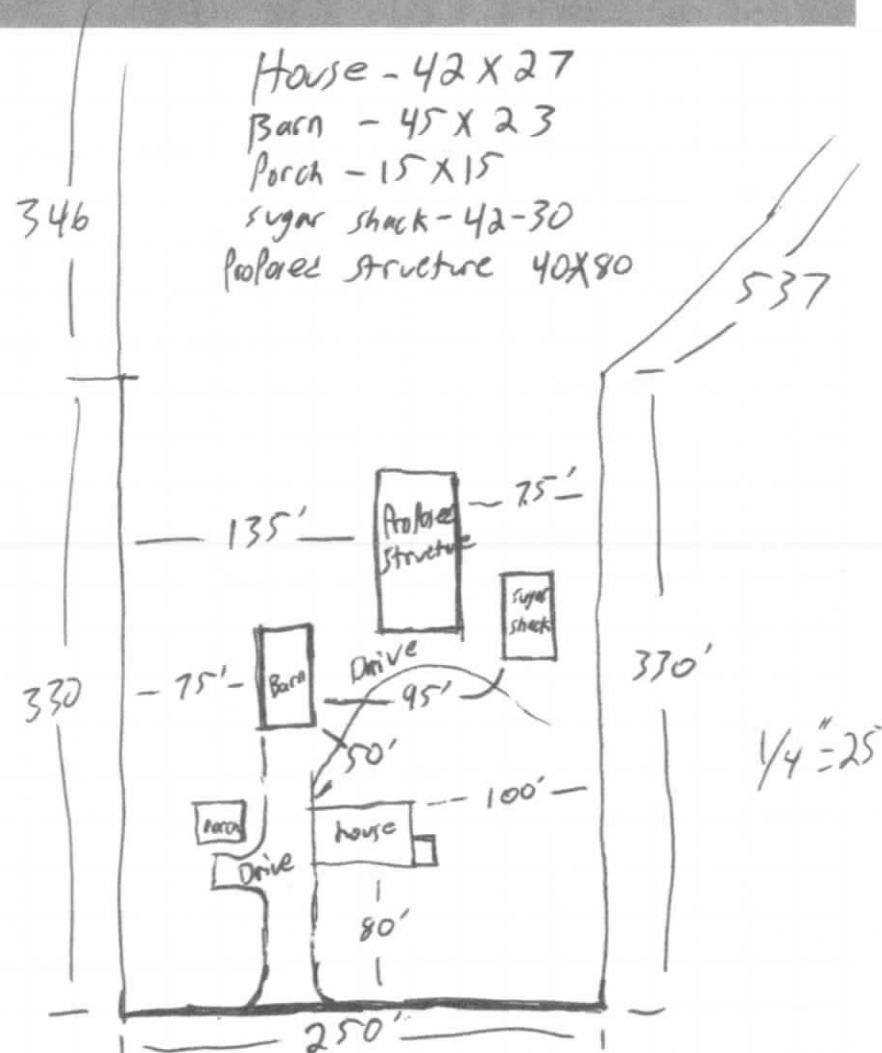 House - 42 X 27
Barn - 45 X 23
Porch - 15 X 15
sugar shack - 42-30
Proposed structure 40X80
346
537
135'
75'
Proposed
structure
sugar
shack
330
75'
Barn
Drive
95'
330'
50'
1/4"=25
100'
Porch
house
Drive
80'
250'